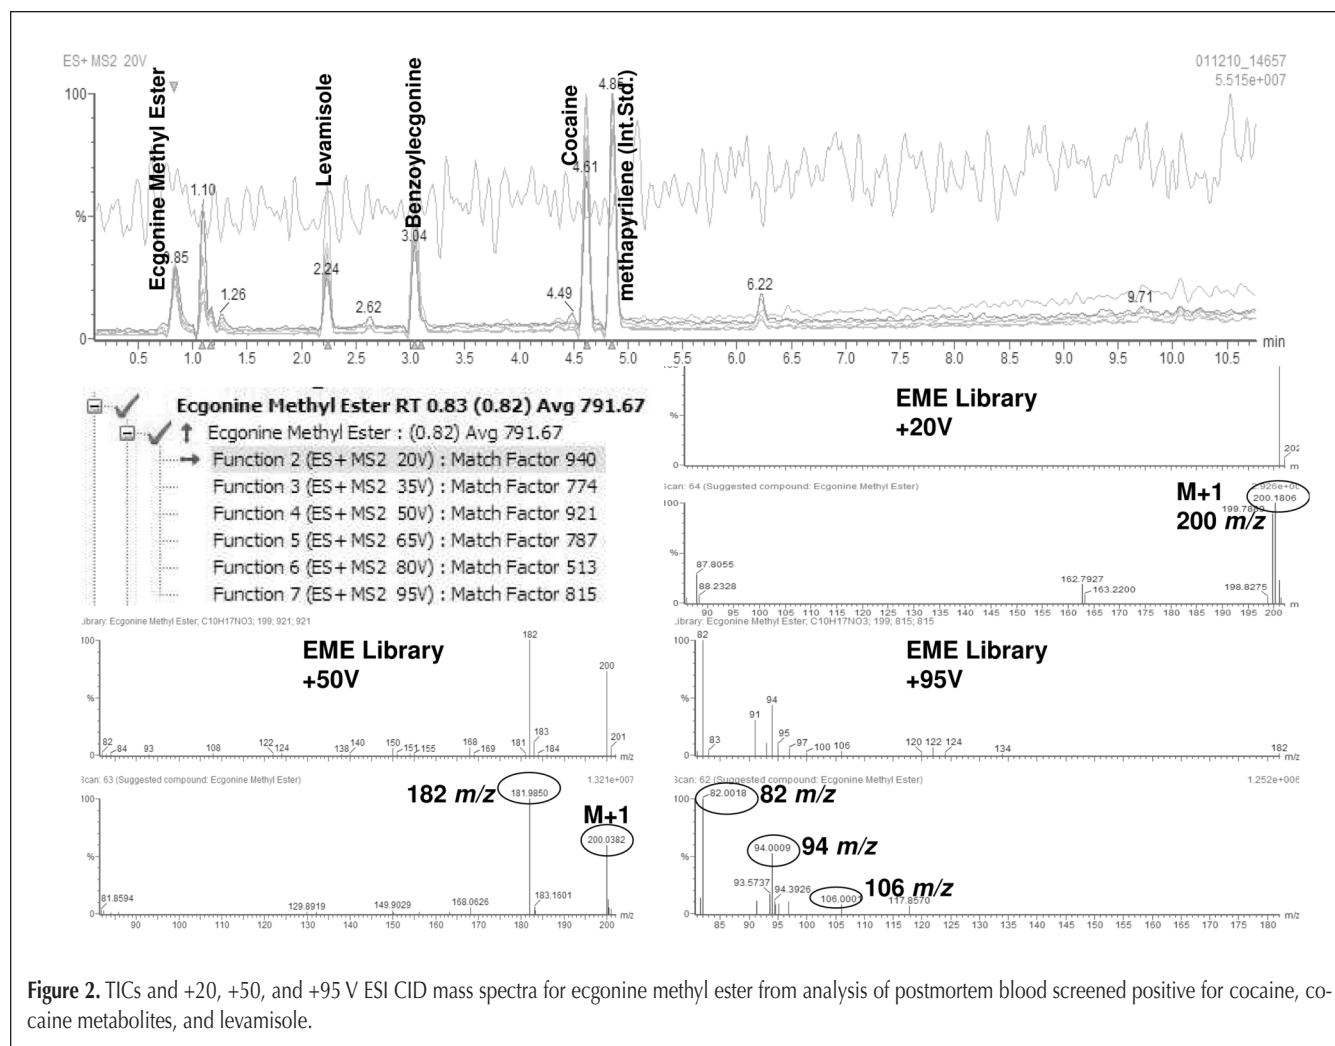 ES+ MS2 20V
011210_14657
5.515e+007
Ecgonine Methyl Ester
Levamisole
Benzoylecgonine
Cocaine
methapyrilene (Int.Std.)
100
%
0
0.85
1.10
1.26
2.24
2.62
3.04
4.49
4.61
4.85
6.22
9.71
0.5 1.0 1.5 2.0 2.5 3.0 3.5 4.0 4.5 5.0 5.5 6.0 6.5 7.0 7.5 8.0 8.5 9.0 9.5 10.0 10.5 min
Ecgonine Methyl Ester RT 0.83 (0.82) Avg 791.67
Ecgonine Methyl Ester : (0.82) Avg 791.67
Function 2 (ES+ MS2 20V) : Match Factor 940
Function 3 (ES+ MS2 35V) : Match Factor 774
Function 4 (ES+ MS2 50V) : Match Factor 921
Function 5 (ES+ MS2 65V) : Match Factor 787
Function 6 (ES+ MS2 80V) : Match Factor 513
Function 7 (ES+ MS2 95V) : Match Factor 815
EME Library
+20V
%
0
202
m
Scan: 64 (Suggested compound: Ecgonine Methyl Ester)
M+1
200 m/z
200.1806
100
%
0
87.8055
88.2328
162.7927
163.2200
198.8275
90 95 100 105 110 115 120 125 130 135 140 145 150 155 160 165 170 175 180 185 190 195 200 m
Library: Ecgonine Methyl Ester; C10H17NO3; 199; 921; 921
EME Library
+50V
100
%
0
82 84 93 108 122 124 138 140 150 151 155 168 169 181 182 183 184 200 201
m/z
Scan: 63 (Suggested compound: Ecgonine Methyl Ester)
1.321e+007
182 m/z
181.9850
M+1
200.0382
100
%
0
81.8594
129.8919
149.9029
168.0626
183.1601
90 100 110 120 130 140 150 160 170 180 190 200 m/z
Library: Ecgonine Methyl Ester; C10H17NO3; 199; 815; 815
EME Library
+95V
100
%
0
82 83 91 94 95 97 100 106 120 122 124 134 182
m/z
Scan: 62 (Suggested compound: Ecgonine Methyl Ester)
1.252e+006
82.0018
82 m/z
94.0009
94 m/z
106.0001
106 m/z
100
%
0
93.5737
94.3926
117.8570
85 90 95 100 105 110 115 120 125 130 135 140 145 150 155 160 165 170 175 180 m/z
Figure 2. TICs and +20, +50, and +95 V ESI CID mass spectra for ecgonine methyl ester from analysis of postmortem blood screened positive for cocaine, co-
caine metabolites, and levamisole.